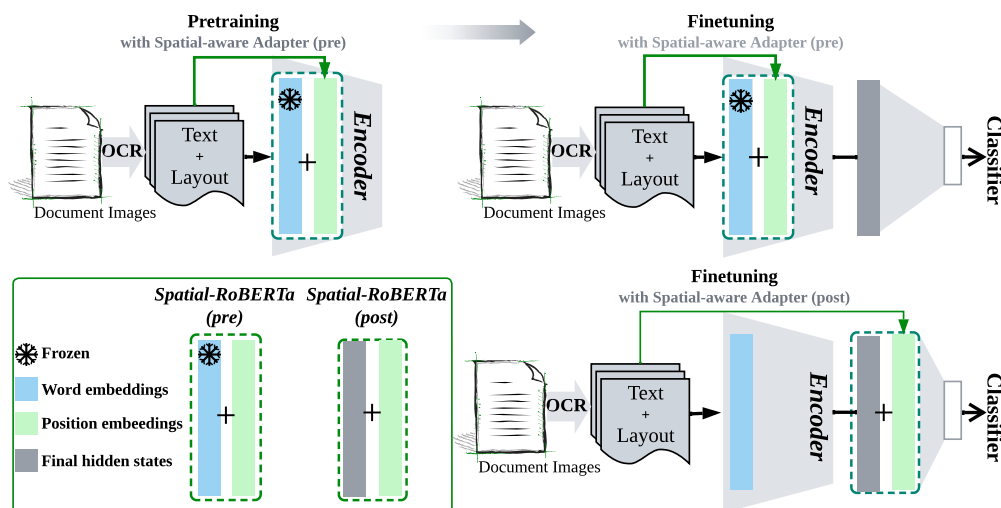 Pretraining
with Spatial-aware Adapter (pre)
OCR
Text
+
Layout
+
Encoder
Document Images
Finetuning
with Spatial-aware Adapter (pre)
OCR
Text
+
Layout
+
Encoder
Classifier
Document Images
Spatial-RoBERTa
(pre)
Spatial-RoBERTa
(post)
Frozen
Word embeddings
Position embeedings
Final hidden states
+
+
Finetuning
with Spatial-aware Adapter (post)
OCR
Text
+
Layout
Encoder
+
Classifier
Document Images